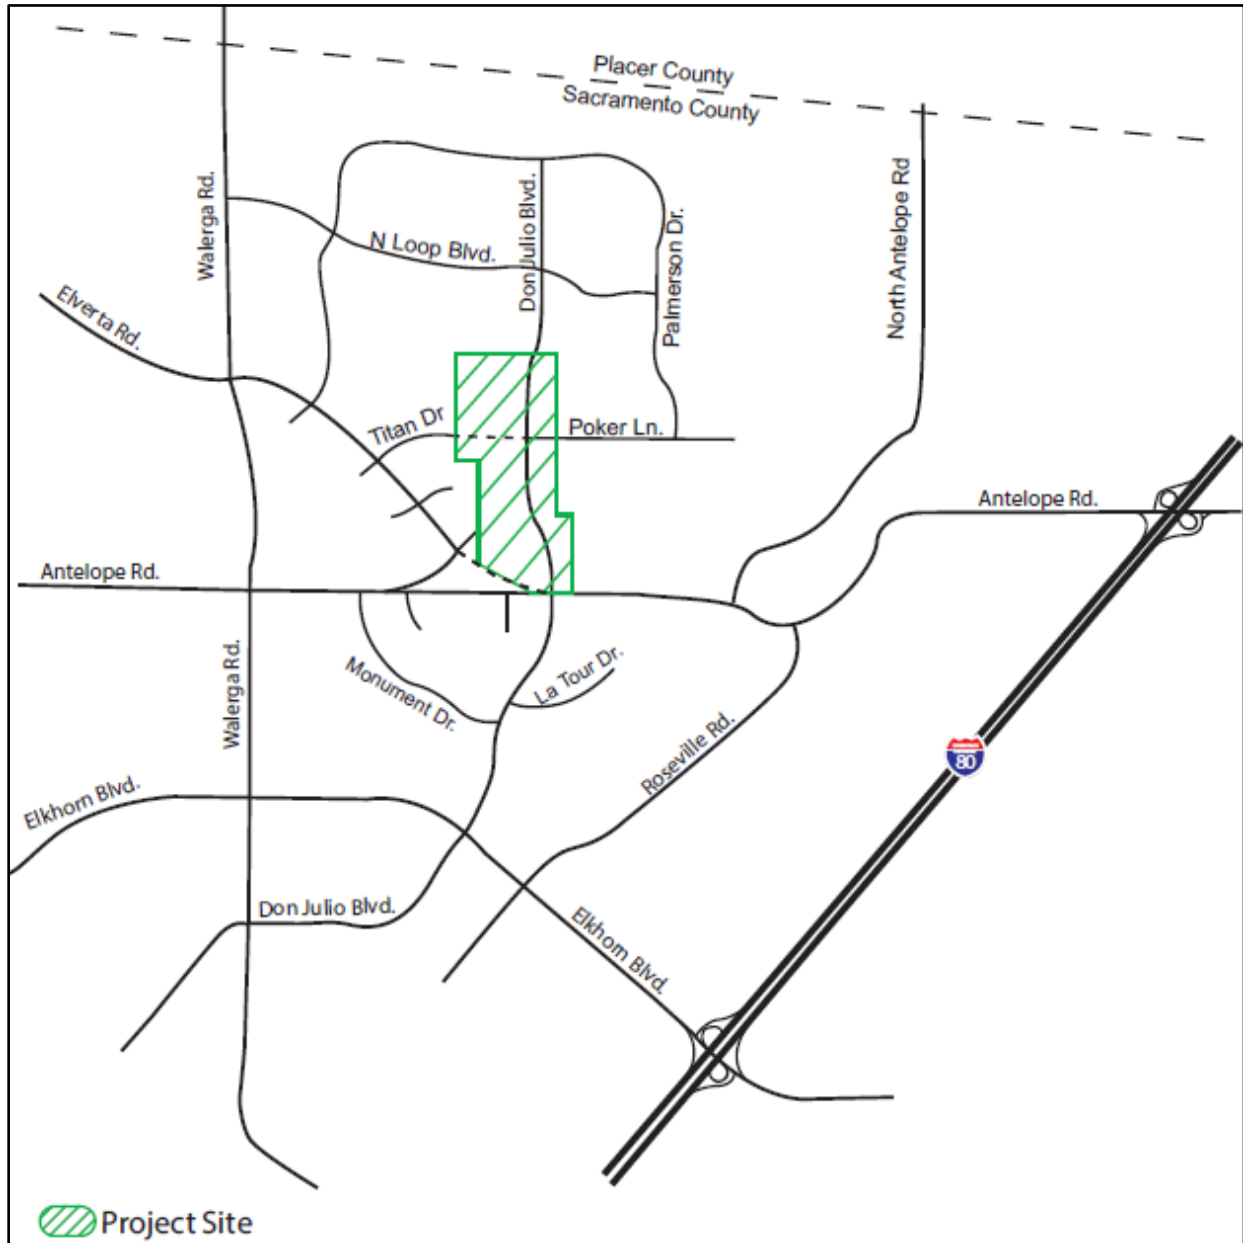 Placer County
Sacramento County
Walerga Rd.
Don Julio Blvd.
Palmerson Dr.
North Antelope Rd
N Loop Blvd.
Elverta Rd.
Titan Dr
Poker Ln.
Antelope Rd.
Antelope Rd.
Walerga Rd.
Monument Dr.
La Tour Dr.
Roseville Rd.
80
Elkhorn Blvd.
Don Julio Blvd.
Elkhorn Blvd.
Project Site